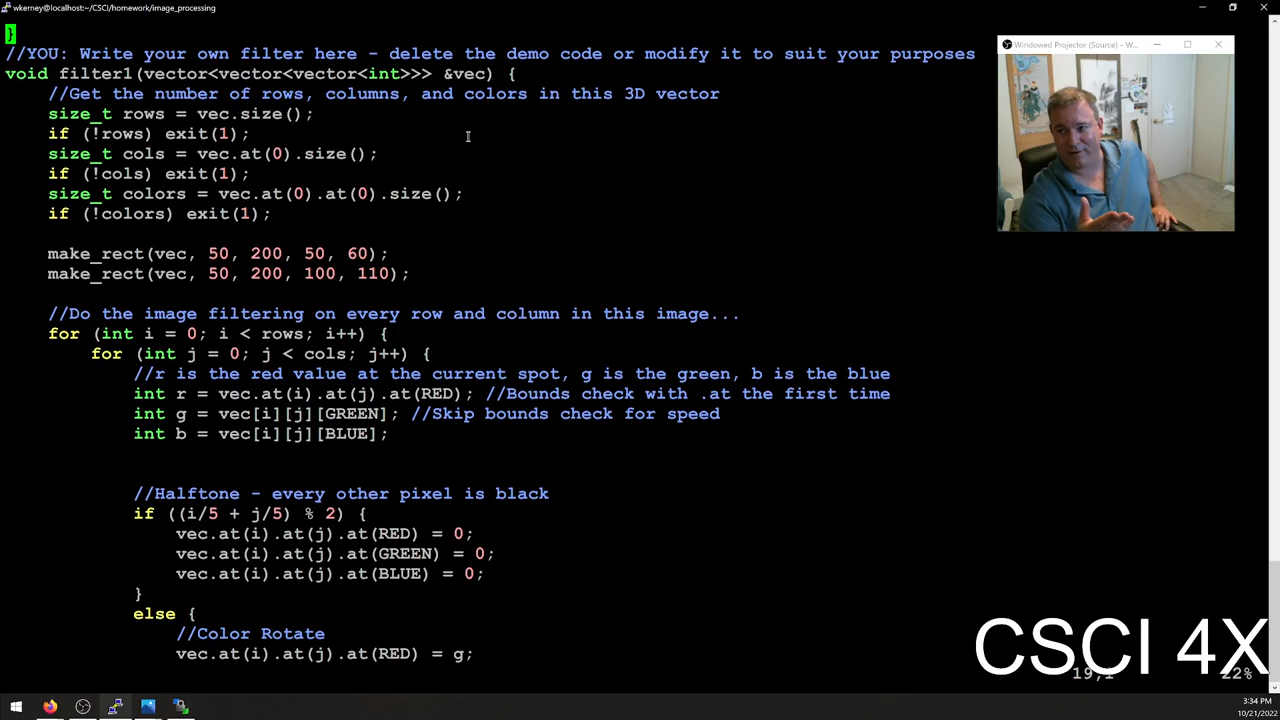 wkerney@localhost:~/CSCI/homework/image_processing
}
//YOU: Write your own filter here - delete the demo code or modify it to suit your purposes
void filter1(vector<vector<vector<int>>> &vec) {
//Get the number of rows, columns, and colors in this 3D vector
size_t rows = vec.size();
if (!rows) exit(1);
size_t cols = vec.at(0).size();
if (!cols) exit(1);
size_t colors = vec.at(0).at(0).size();
if (!colors) exit(1);
make_rect(vec, 50, 200, 50, 60);
make_rect(vec, 50, 200, 100, 110);
//Do the image filtering on every row and column in this image...
for (int i = 0; i < rows; i++) {
for (int j = 0; j < cols; j++) {
//r is the red value at the current spot, g is the green, b is the blue
int r = vec.at(i).at(j).at(RED); //Bounds check with .at the first time
int g = vec[i][j][GREEN]; //Skip bounds check for speed
int b = vec[i][j][BLUE];
//Halftone - every other pixel is black
if ((i/5 + j/5) % 2) {
vec.at(i).at(j).at(RED) = 0;
vec.at(i).at(j).at(GREEN) = 0;
vec.at(i).at(j).at(BLUE) = 0;
}
else {
//Color Rotate
vec.at(i).at(j).at(RED) = g;
Windowed Projector (Source) - W...
CSCI 4X
19,1
22%
3:34 PM
10/21/2022